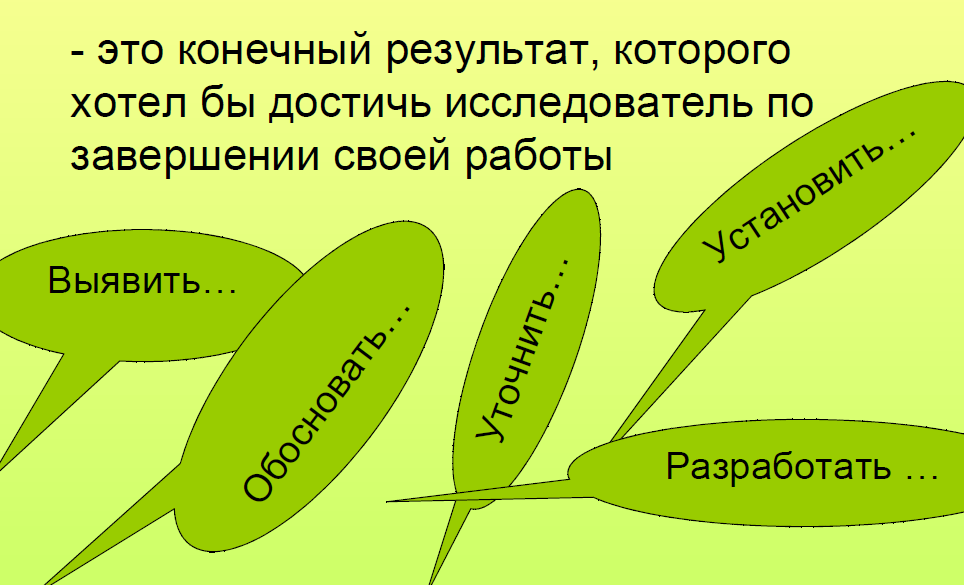 - это конечный результат, которого
хотел бы достичь исследователь по
завершении своей работы
Установить…
Выявить…
Обосновать…
Уточнить…
Разработать …